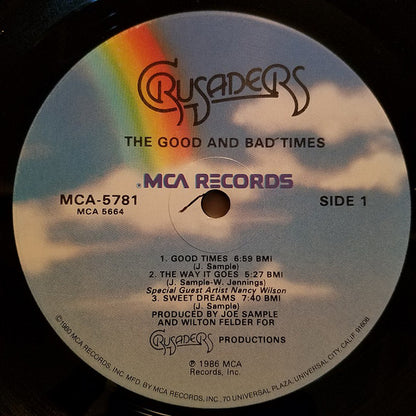 CRUSADERS
THE GOOD AND BAD TIMES
MCA RECORDS
MCA-5781
MCA 5664
SIDE 1
1. GOOD TIMES 6:59 BMI
(J. Sample)
2. THE WAY IT GOES 5:27 BMI
(J. Sample-W. Jennings)
Special Guest Artist Nancy Wilson
3. SWEET DREAMS 7:40 BMI
(J. Sample)
PRODUCED BY JOE SAMPLE
AND WILTON FELDER FOR
CRUSADERS PRODUCTIONS
℗ 1986 MCA
Records, Inc.
©1980 MCA RECORDS, INC. MFD. BY MCA RECORDS, INC., 70 UNIVERSAL PLAZA, UNIVERSAL CITY, CALIF. 91608